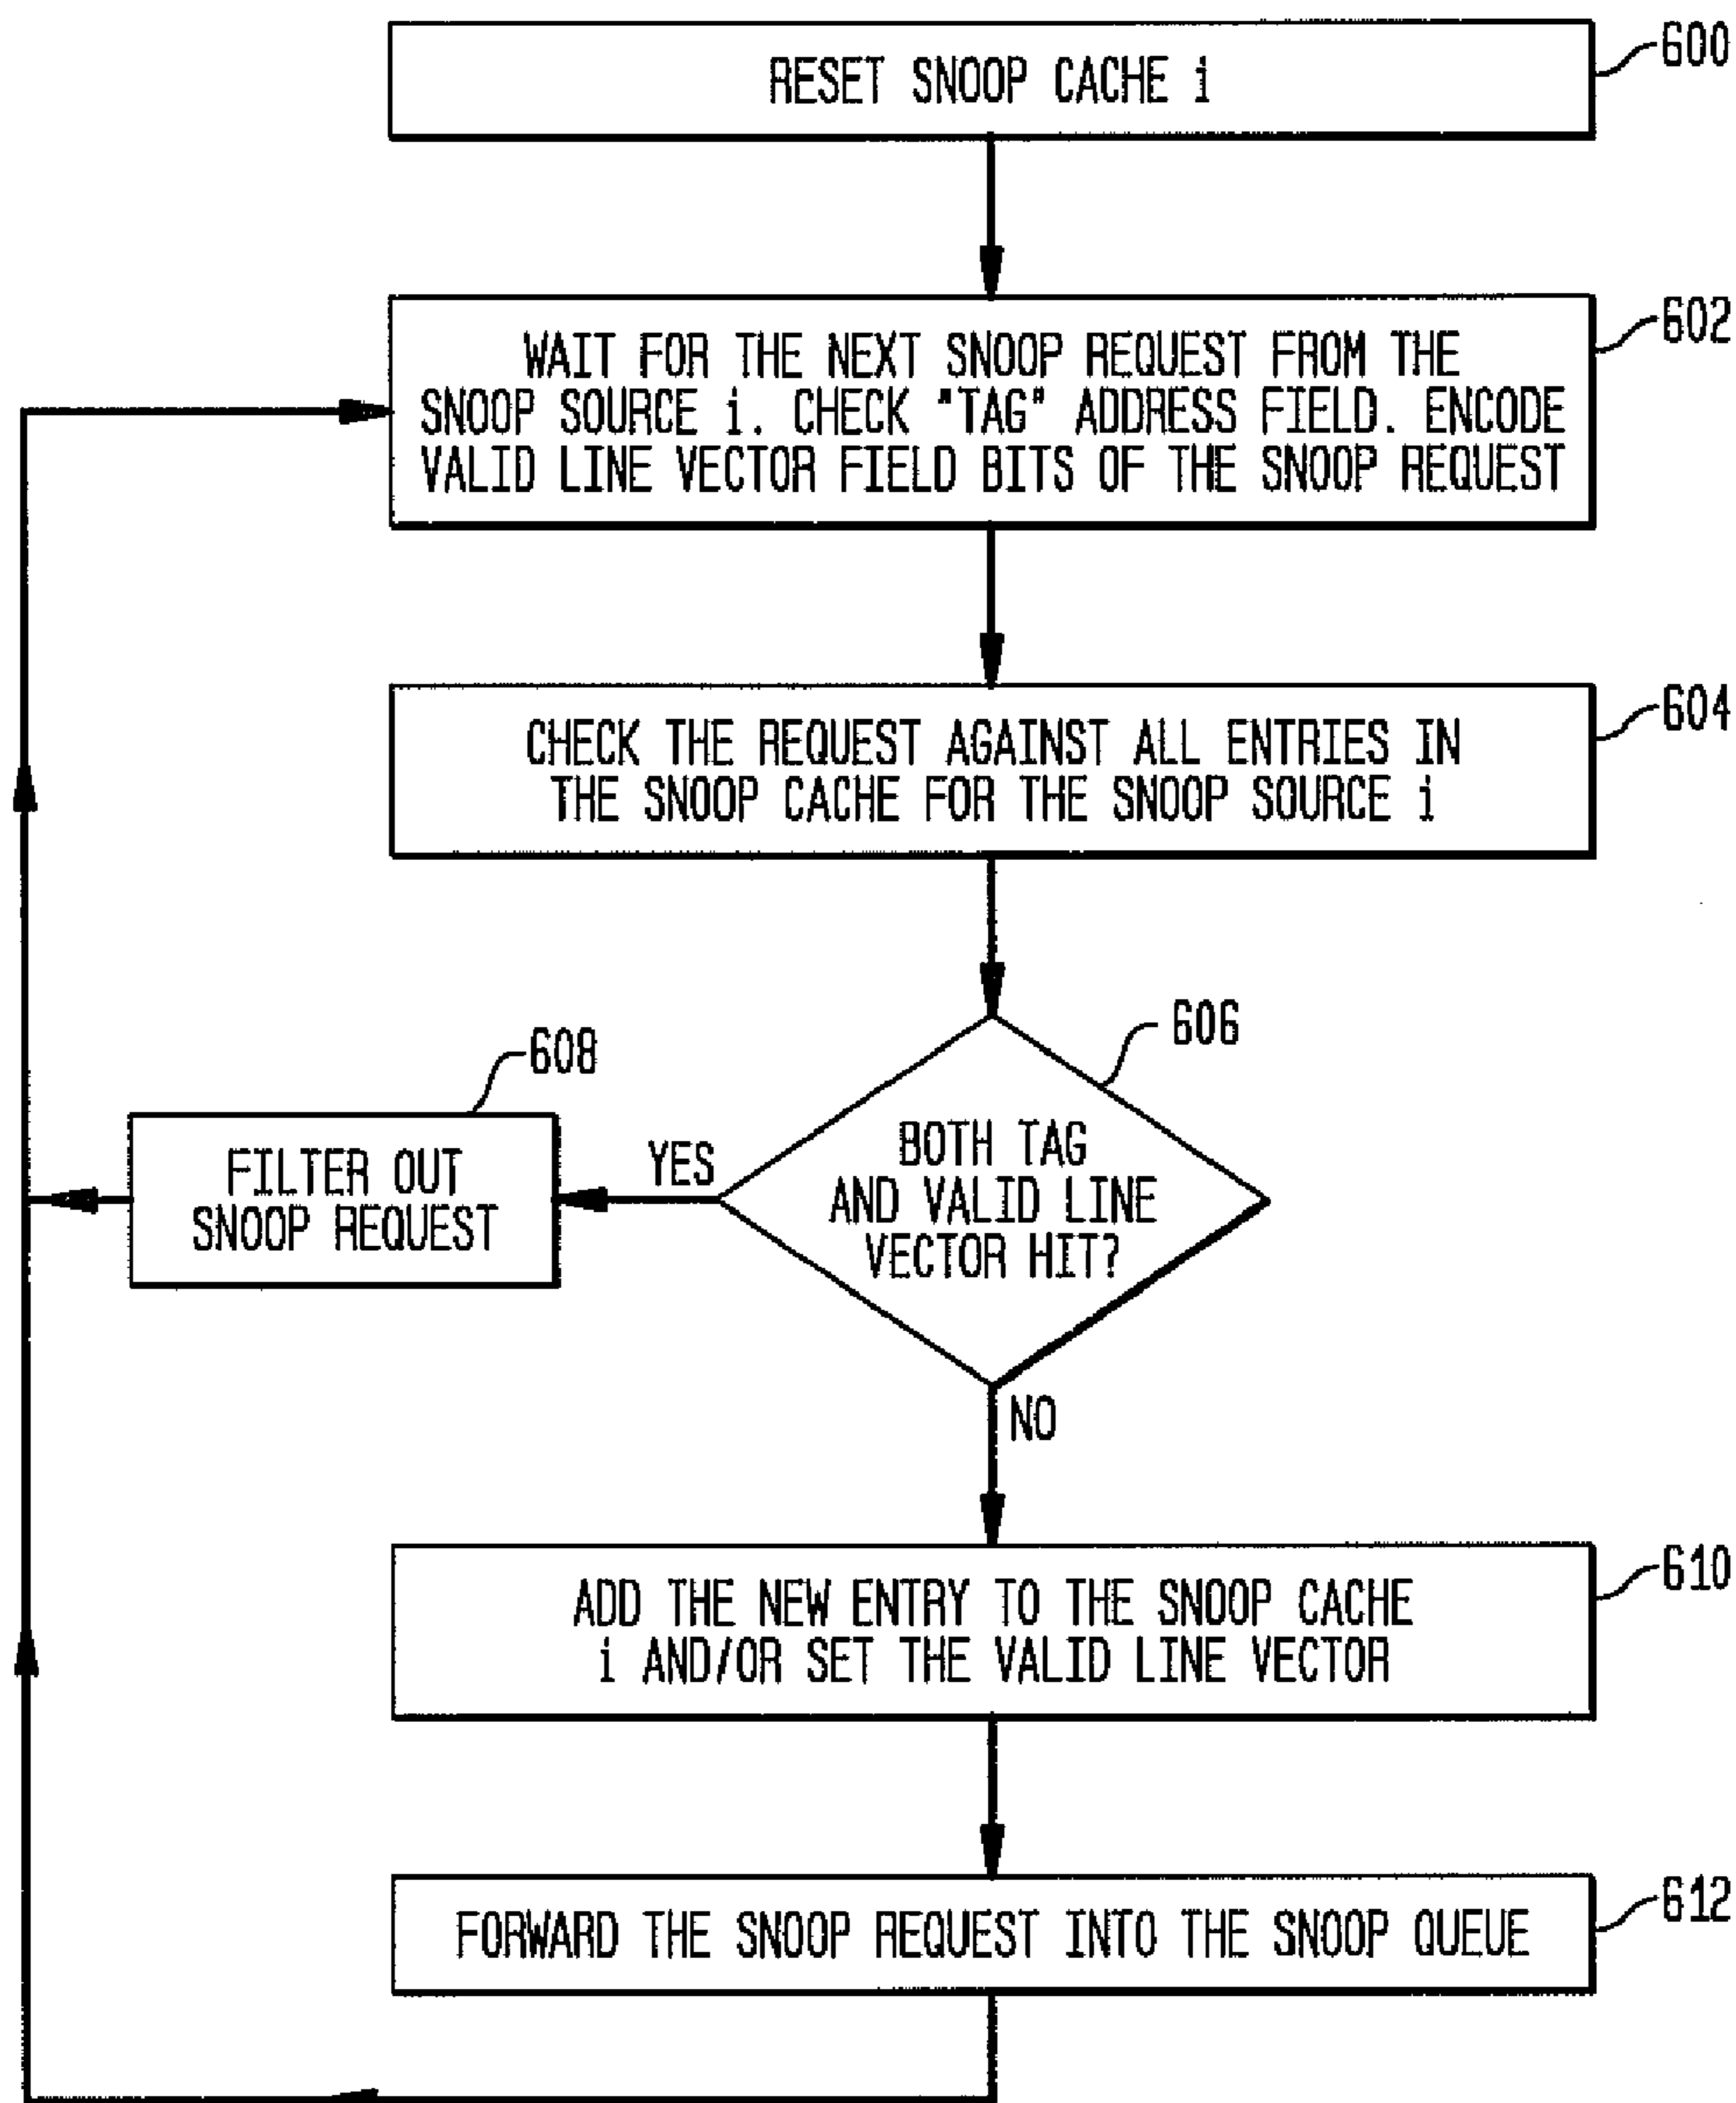 RESET SNOOP CACHE i
600
WAIT FOR THE NEXT SNOOP REQUEST FROM THE
SNOOP SOURCE i. CHECK "TAG" ADDRESS FIELD. ENCODE
VALID LINE VECTOR FIELD BITS OF THE SNOOP REQUEST
602
CHECK THE REQUEST AGAINST ALL ENTRIES IN
THE SNOOP CACHE FOR THE SNOOP SOURCE i
604
BOTH TAG
AND VALID LINE
VECTOR HIT?
606
YES
FILTER OUT
SNOOP REQUEST
608
NO
ADD THE NEW ENTRY TO THE SNOOP CACHE
i AND/OR SET THE VALID LINE VECTOR
610
FORWARD THE SNOOP REQUEST INTO THE SNOOP QUEUE
612